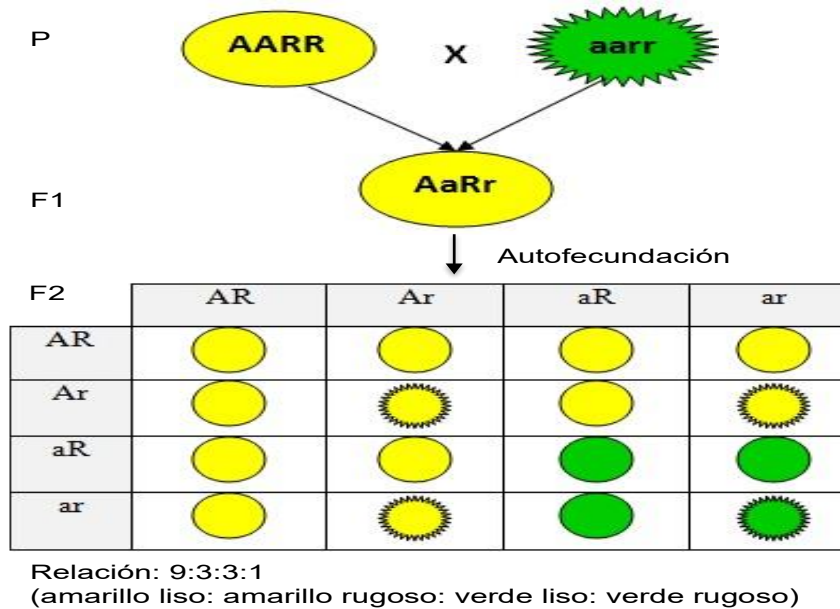 P
AARR X aarr
AaRr
F1
Autofecundación
F2
AR Ar aR ar
AR
Ar
aR
ar
Relación: 9:3:3:1
(amarillo liso: amarillo rugoso: verde liso: verde rugoso)